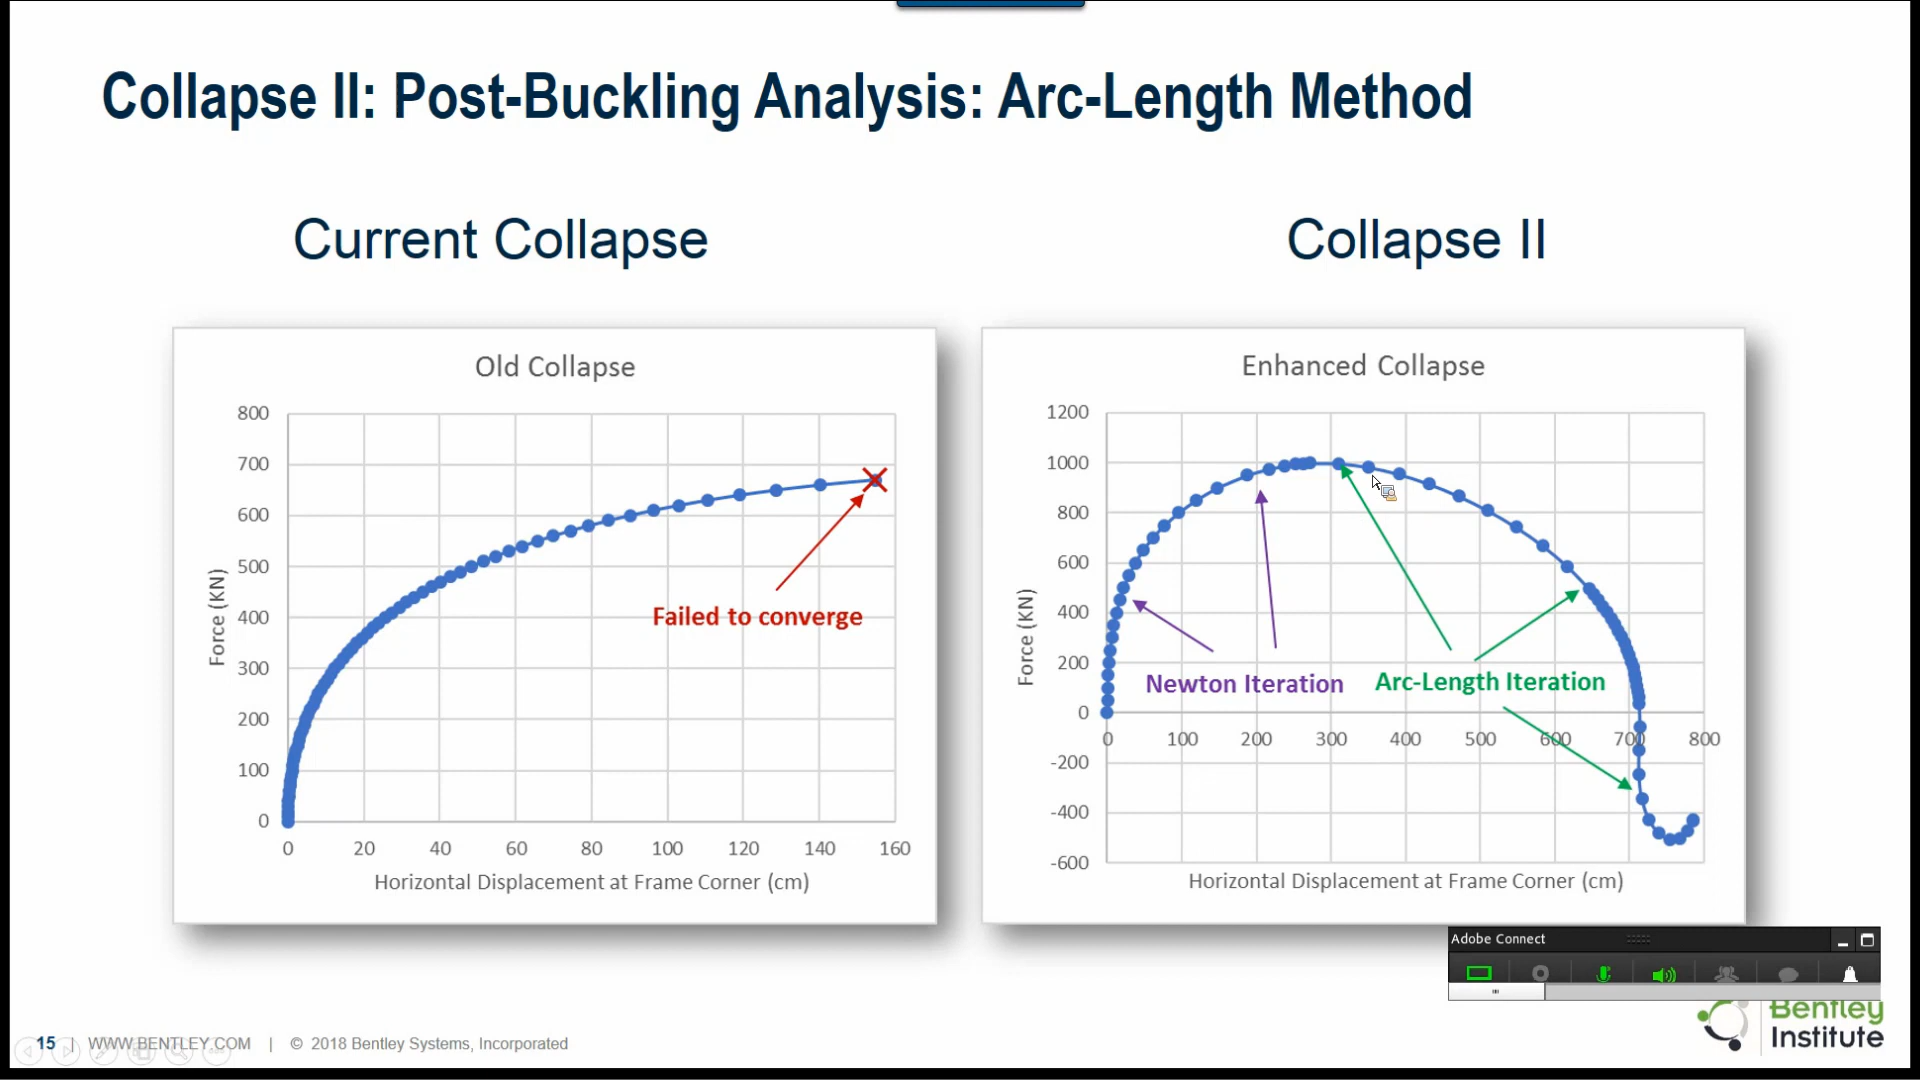 Collapse II: Post-Buckling Analysis: Arc-Length Method
Current Collapse
Collapse II
Old Collapse
800
700
600
500
400
300
200
100
0
Force (KN)
Failed to converge
0 20 40 60 80 100 120 140 160
Horizontal Displacement at Frame Corner (cm)
Enhanced Collapse
1200
1000
800
600
400
200
0
-200
-400
-600
Force (KN)
Newton Iteration
Arc-Length Iteration
0 100 200 300 400 500 600 700 800
Horizontal Displacement at Frame Corner (cm)
Adobe Connect
Bentley
Institute
15 | WWW.BENTLEY.COM | © 2018 Bentley Systems, Incorporated